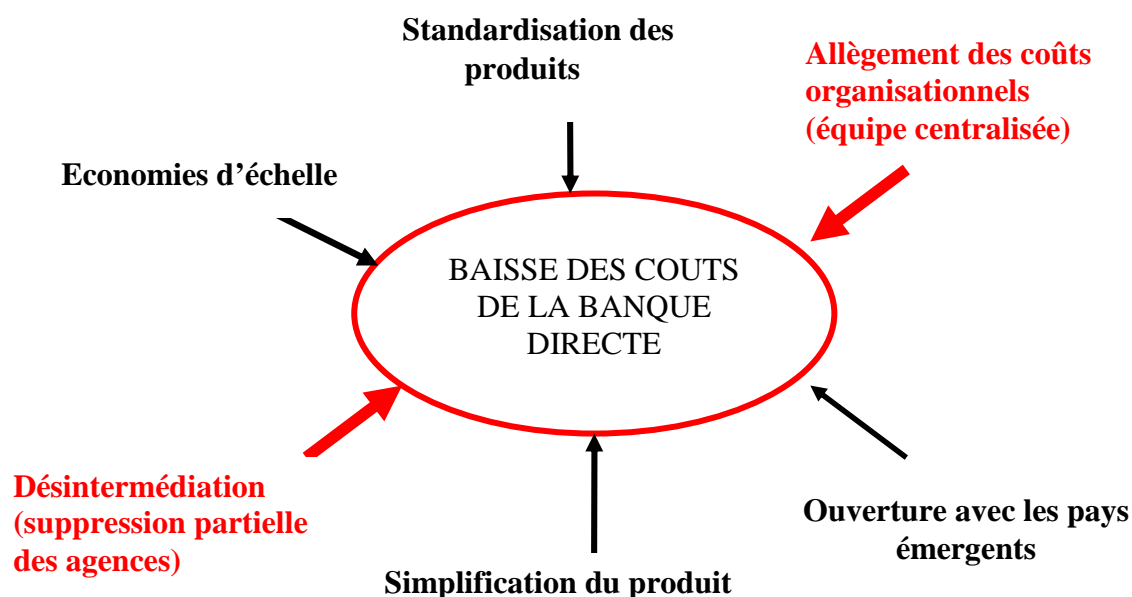 Standardisation des
produits
Allègement des coûts
organisationnels
(équipe centralisée)
Economies d’échelle
BAISSE DES COUTS
DE LA BANQUE
DIRECTE
Désintermédiation
(suppression partielle
des agences)
Ouverture avec les pays
émergents
Simplification du produit